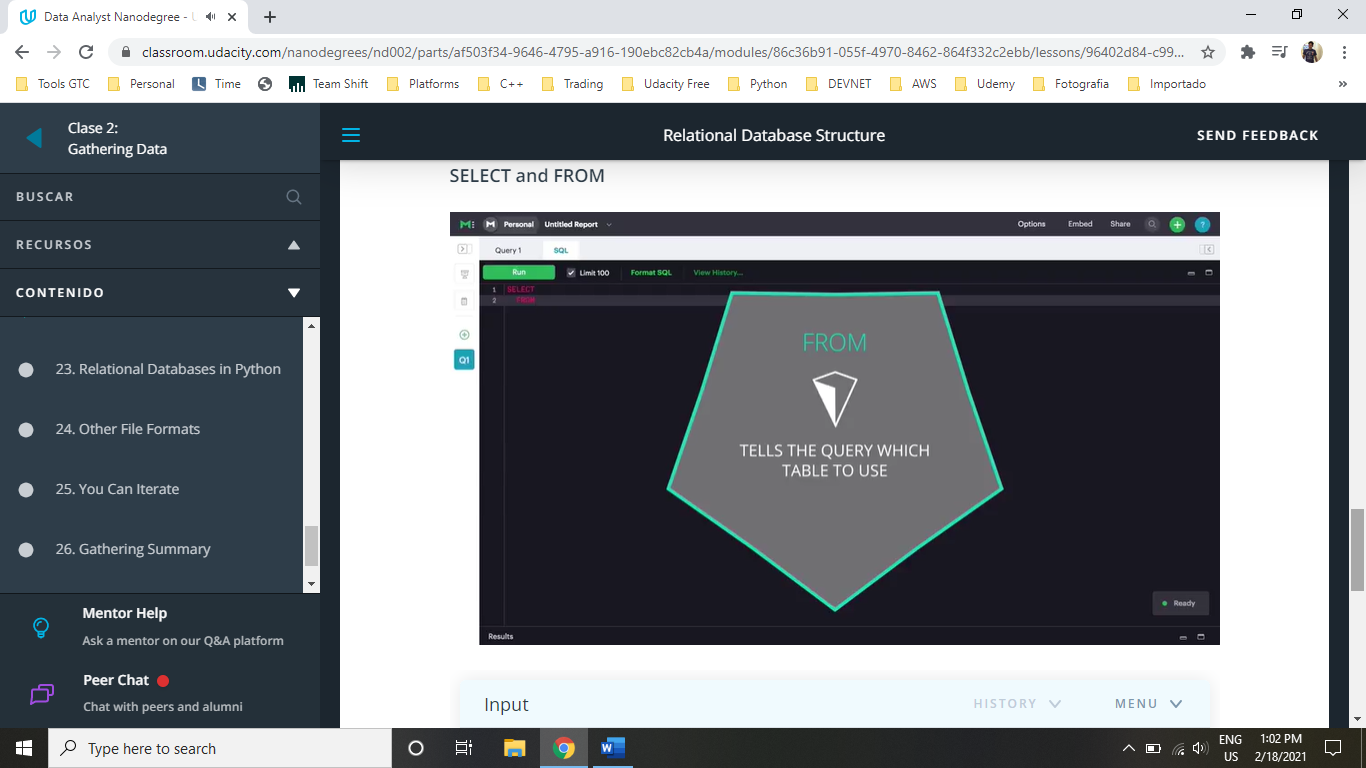 Data Analyst Nanodegree - U
classroom.udacity.com/nanodegrees/nd002/parts/af503f34-9646-4795-a916-190ebc82cb4a/modules/86c36b91-055f-4970-8462-864f332c2ebb/lessons/96402d84-c99...
Tools GTC Personal Time Team Shift Platforms C++ Trading Udacity Free Python DEVNET AWS Udemy Fotografia Importado »
Clase 2:
Gathering Data
Relational Database Structure
SEND FEEDBACK
BUSCAR
RECURSOS
CONTENIDO
23. Relational Databases in Python
24. Other File Formats
25. You Can Iterate
26. Gathering Summary
Mentor Help
Ask a mentor on our Q&A platform
Peer Chat
Chat with peers and alumni
SELECT and FROM
M Personal Untitled Report Options Embed Share + ?
Query 1 SQL
Run Limit 100 Format SQL View History...
1 SELECT
2 FROM
Q1
FROM
TELLS THE QUERY WHICH
TABLE TO USE
Ready
Results
Input HISTORY MENU
Type here to search
W
ENG
US
1:02 PM
2/18/2021